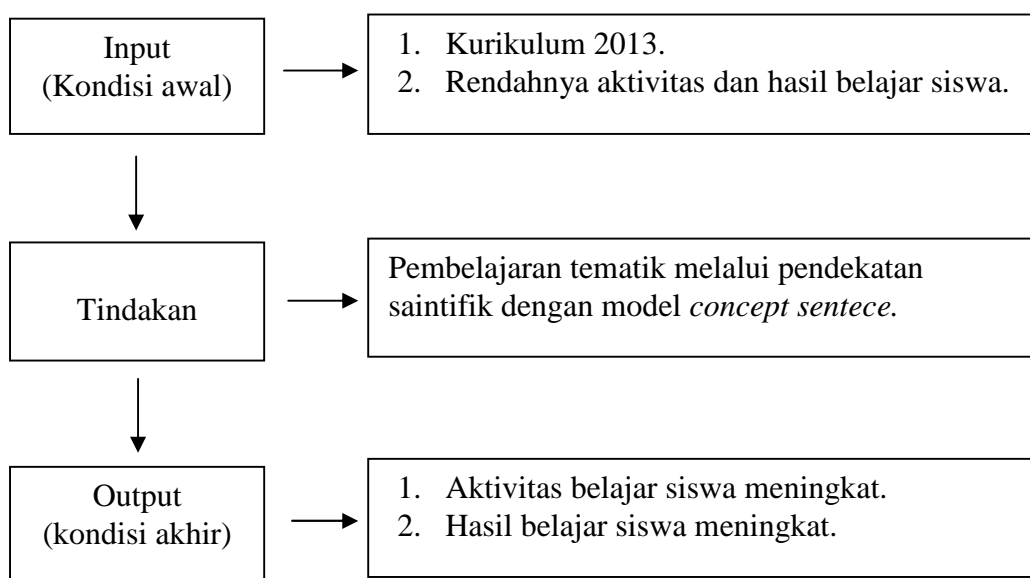 Input
(Kondisi awal)
1. Kurikulum 2013.
2. Rendahnya aktivitas dan hasil belajar siswa.
Tindakan
Pembelajaran tematik melalui pendekatan
saintifik dengan model concept sentece.
Output
(kondisi akhir)
1. Aktivitas belajar siswa meningkat.
2. Hasil belajar siswa meningkat.